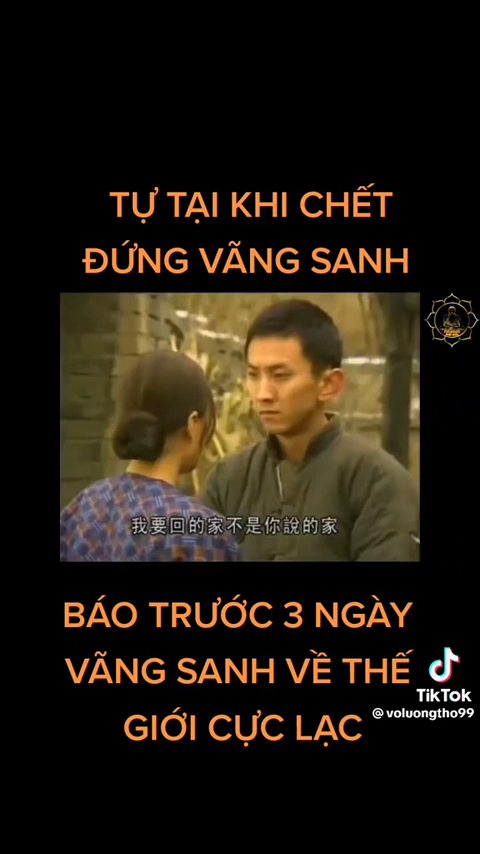 TỰ TẠI KHI CHẾT
ĐỨNG VÃNG SANH
我要回的家不是你說的家
BÁO TRƯỚC 3 NGÀY
VÃNG SANH VỀ THẾ
GIỚI CỰC LẠC
TikTok
@voluongtho99